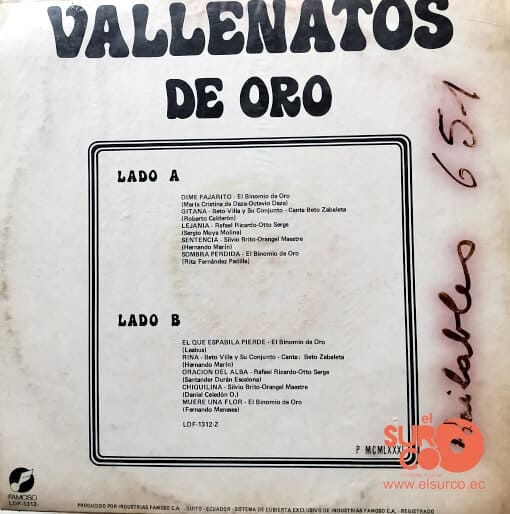 VALLENATOS
DE ORO
LADO A
DIME PAJARITO - El Binomio de Oro
(María Cristina de Daza-Octavio Daza)
GITANA - Beto Villa y Su Conjunto - Canta Beto Zabaleta
(Roberto Calderón)
LEJANIA - Rafael Ricardo-Otto Serge
(Sergio Moya Molina)
SENTENCIA - Silvio Brito-Orangel Maestre
(Hernando Marín)
SOMBRA PERDIDA - El Binomio de Oro
(Rita Fernández Padilla)
LADO B
EL QUE ESPABILA PIERDE - El Binomio de Oro
(Lesbus)
RINA - Beto Villa y Su Conjunto - Canta: Beto Zabaleta
(Hernando Marín)
ORACION DEL ALBA - Rafael Ricardo-Otto Serge
(Santander Durán Escalona)
CHIQUILINA - Silvio Brito-Orangel Maestre
(Daniel Celedón O.)
MUERE UNA FLOR - El Binomio de Oro
(Fernando Meneses)
LDF-1312-Z
P MCMLXXXI
Bailables 651
el
SURCO
www.elsurco.ec
FAMOSO
LDF-1312-
PRODUCIDO POR INDUSTRIAS FAMOSO C.A. - QUITO - ECUADOR - SISTEMA DE CUBIERTA EXCLUSIVO DE INDUSTRIAS FAMOSO C.A. - REGISTRADO